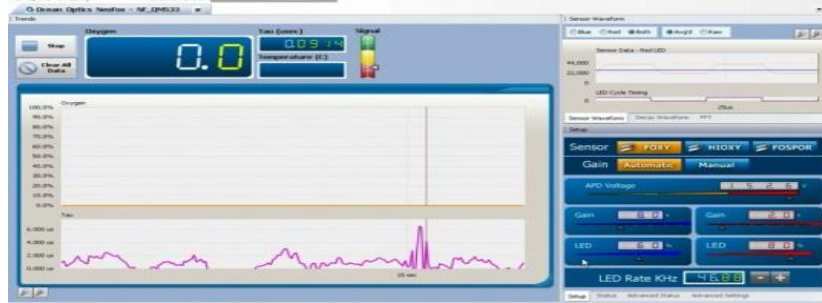 Ocean Optics NeoFox - NF_QM533
Trends
Oxygen
Tau (usec)
Signal
Stop
0.0
Temperature (C)
Clear All Data
Oxygen
100.0%
90.0%
80.0%
70.0%
60.0%
50.0%
40.0%
30.0%
20.0%
10.0%
0.0%
Tau
6.000 us
4.000 us
2.000 us
0.000 us
15 sec
Sensor Waveform
Blue Red Both Avg'd Raw
Sensor Data - Red LED
44,000
22,000
0
LED Cycle Timing
0
Sensor Waveform Decay Waveform
Setup
Sensor FOXY HIOXY FOSPOR
Gain Automatic Manual
APD Voltage
Gain
Gain
LED
LED
LED Rate KHz
Setup Status Advanced Status Advanced Settings